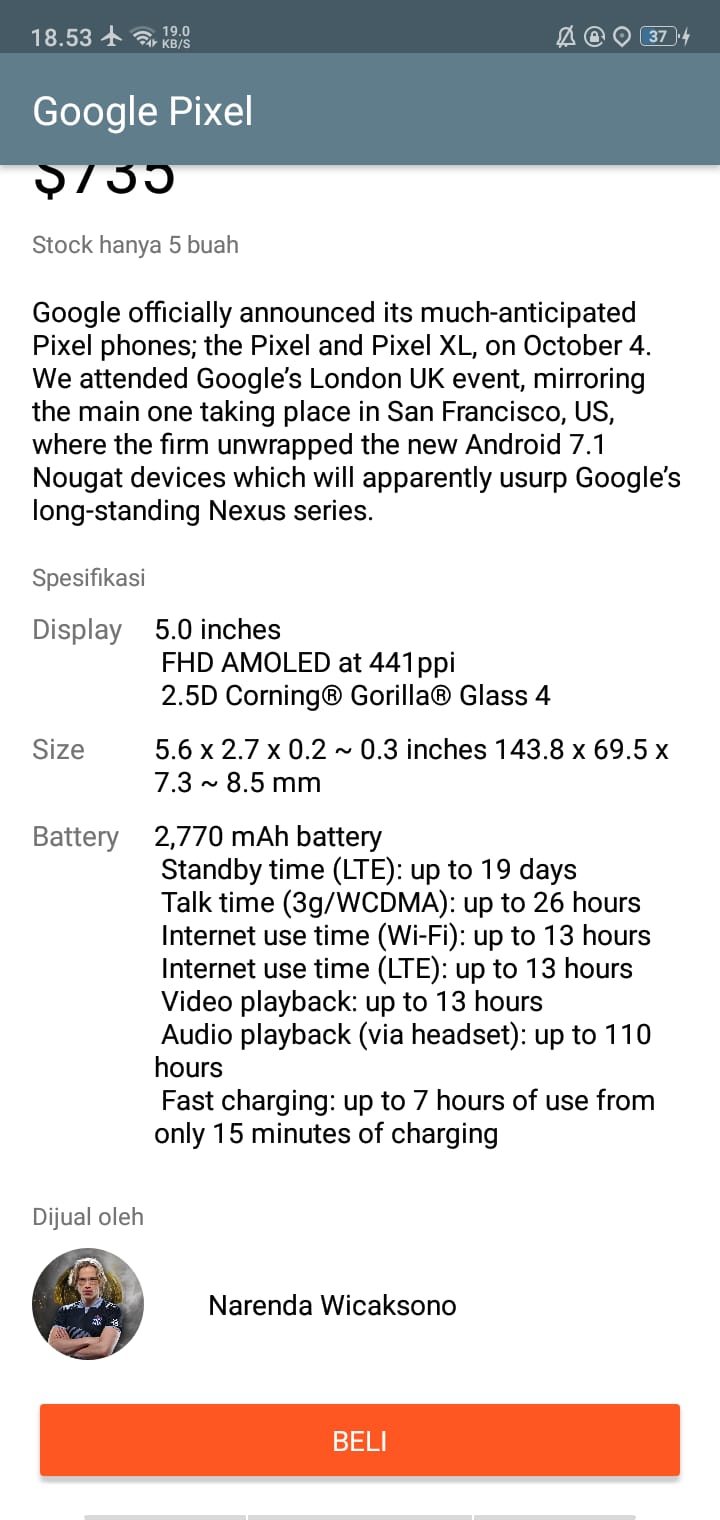 18.53 19.0 KB/S 37
Google Pixel
$735
Stock hanya 5 buah
Google officially announced its much-anticipated
Pixel phones; the Pixel and Pixel XL, on October 4.
We attended Google’s London UK event, mirroring
the main one taking place in San Francisco, US,
where the firm unwrapped the new Android 7.1
Nougat devices which will apparently usurp Google’s
long-standing Nexus series.
Spesifikasi
Display 5.0 inches
FHD AMOLED at 441ppi
2.5D Corning® Gorilla® Glass 4
Size 5.6 x 2.7 x 0.2 ~ 0.3 inches 143.8 x 69.5 x
7.3 ~ 8.5 mm
Battery 2,770 mAh battery
Standby time (LTE): up to 19 days
Talk time (3g/WCDMA): up to 26 hours
Internet use time (Wi-Fi): up to 13 hours
Internet use time (LTE): up to 13 hours
Video playback: up to 13 hours
Audio playback (via headset): up to 110
hours
Fast charging: up to 7 hours of use from
only 15 minutes of charging
Dijual oleh
Narenda Wicaksono
BELI